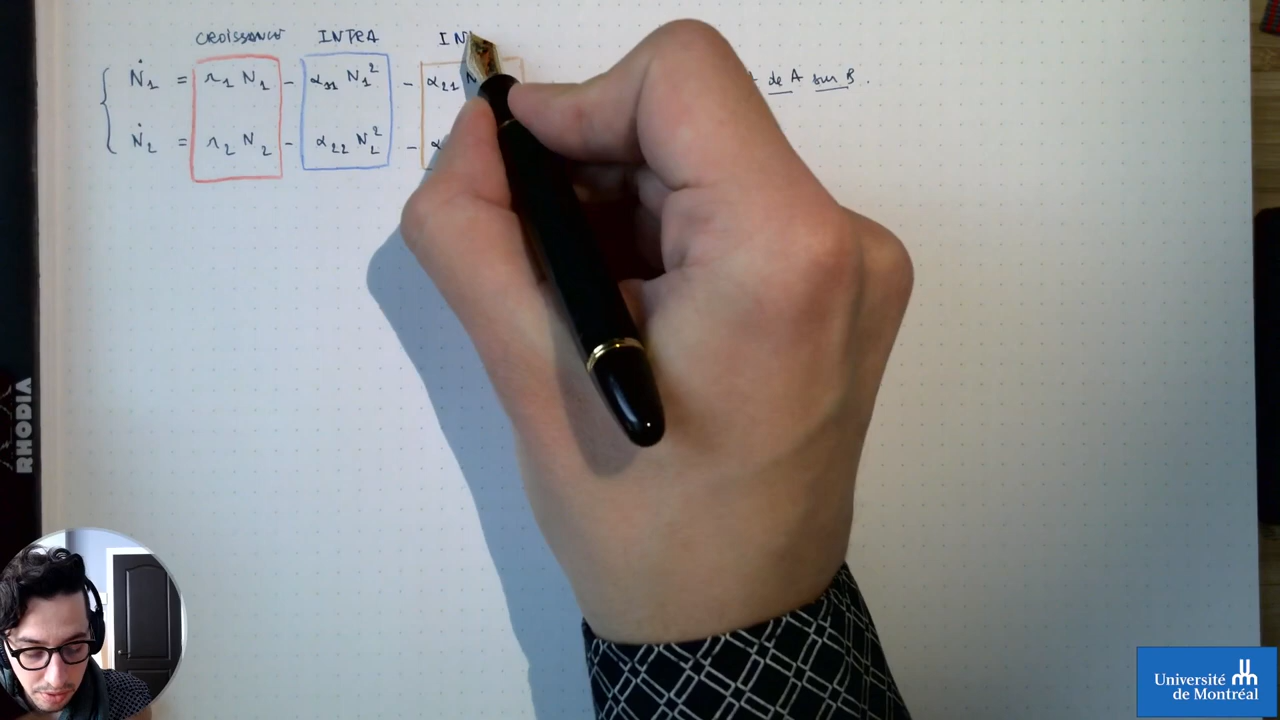 CROISSANCE INTRA IN
Ṅ1 = r1 N1 - α11 N1² - α21 N de A sur B.
Ṅ2 = r2 N2 - α22 N2² - α
RHODIA
Université
de Montréal